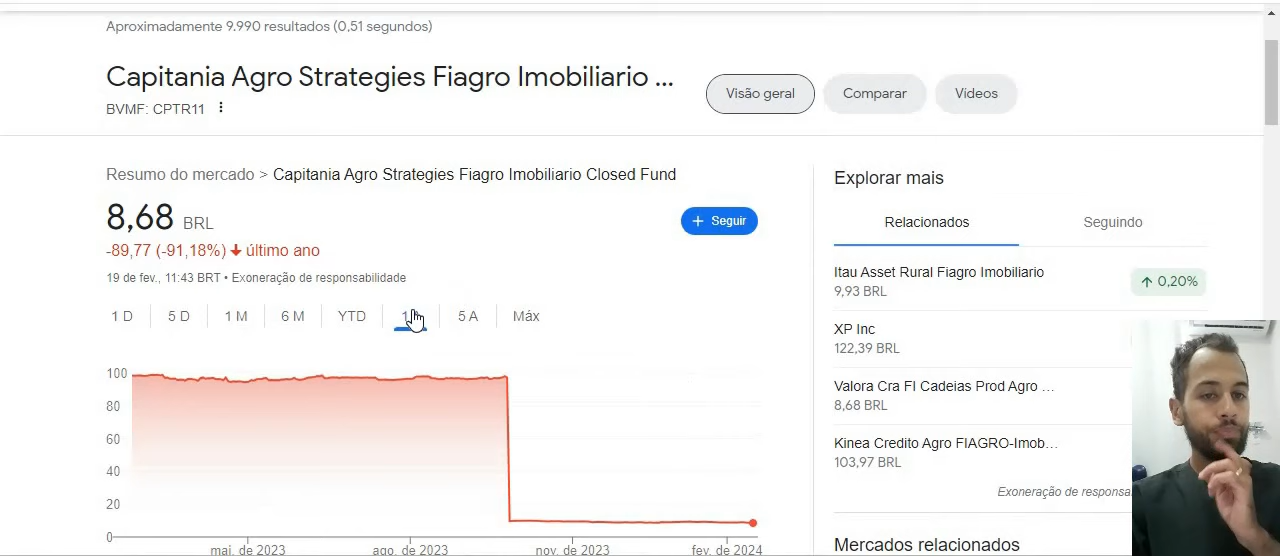 Aproximadamente 9.990 resultados (0,51 segundos)
Capitania Agro Strategies Fiagro Imobiliario ...
BVMF: CPTR11
Visão geral
Comparar
Videos
Resumo do mercado > Capitania Agro Strategies Fiagro Imobiliario Closed Fund
8,68 BRL
+ Seguir
-89,77 (-91,18%) ↓ último ano
19 de fev., 11:43 BRT • Exoneração de responsabilidade
1 D
5 D
1 M
6 M
YTD
5 A
Máx
100
80
60
40
20
0
mai. de 2023
ago. de 2023
nov. de 2023
fev. de 2024
Explorar mais
Relacionados
Seguindo
Itau Asset Rural Fiagro Imobiliario
9,93 BRL
↑ 0,20%
XP Inc
122,39 BRL
Valora Cra FI Cadeias Prod Agro ...
8,68 BRL
Kinea Credito Agro FIAGRO-Imob...
103,97 BRL
Exoneração de responsa
Mercados relacionados